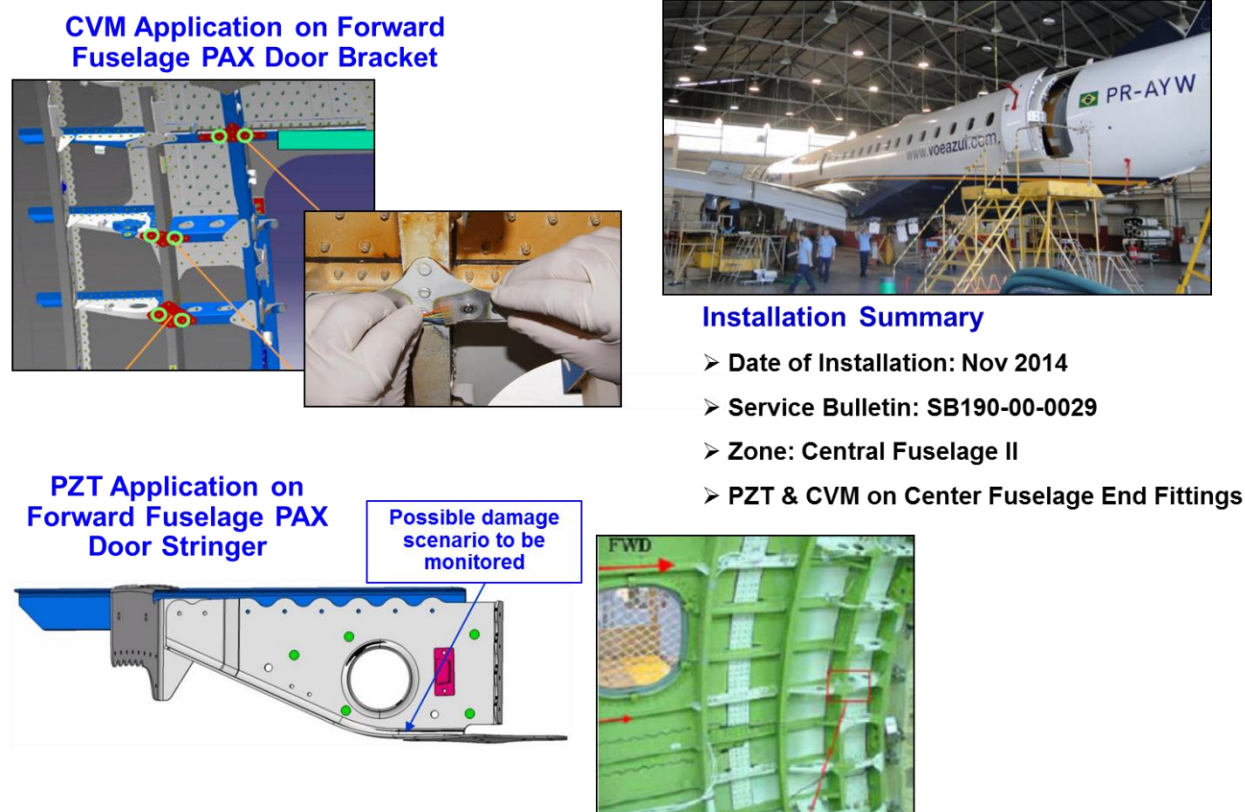 CVM Application on Forward
Fuselage PAX Door Bracket
PR-AYW
www.voeazul.com
Installation Summary
➢ Date of Installation: Nov 2014
➢ Service Bulletin: SB190-00-0029
➢ Zone: Central Fuselage II
➢ PZT & CVM on Center Fuselage End Fittings
PZT Application on
Forward Fuselage PAX
Door Stringer
Possible damage
scenario to be
monitored
FWD